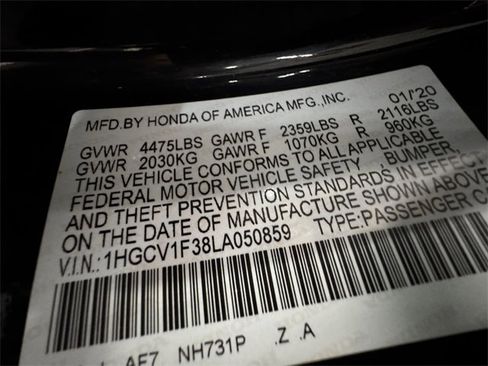 MFD.BY HONDA OF AMERICA MFG.,INC. 01/'20
GVWR 4475LBS GAWR F 2359LBS R 2116LBS
GVWR 2030KG GAWR F 1070KG R 960KG
THIS VEHICLE CONFORMS TO ALL APPLICABLE
FEDERAL MOTOR VEHICLE SAFETY, BUMPER,
AND THEFT PREVENTION STANDARDS IN EFFECT
ON THE DATE OF MANUFACTURE SHOWN ABOVE
V.I.N.:1HGCV1F38LA050859 TYPE:PASSENGER CA
AF7 NH731P .Z .A